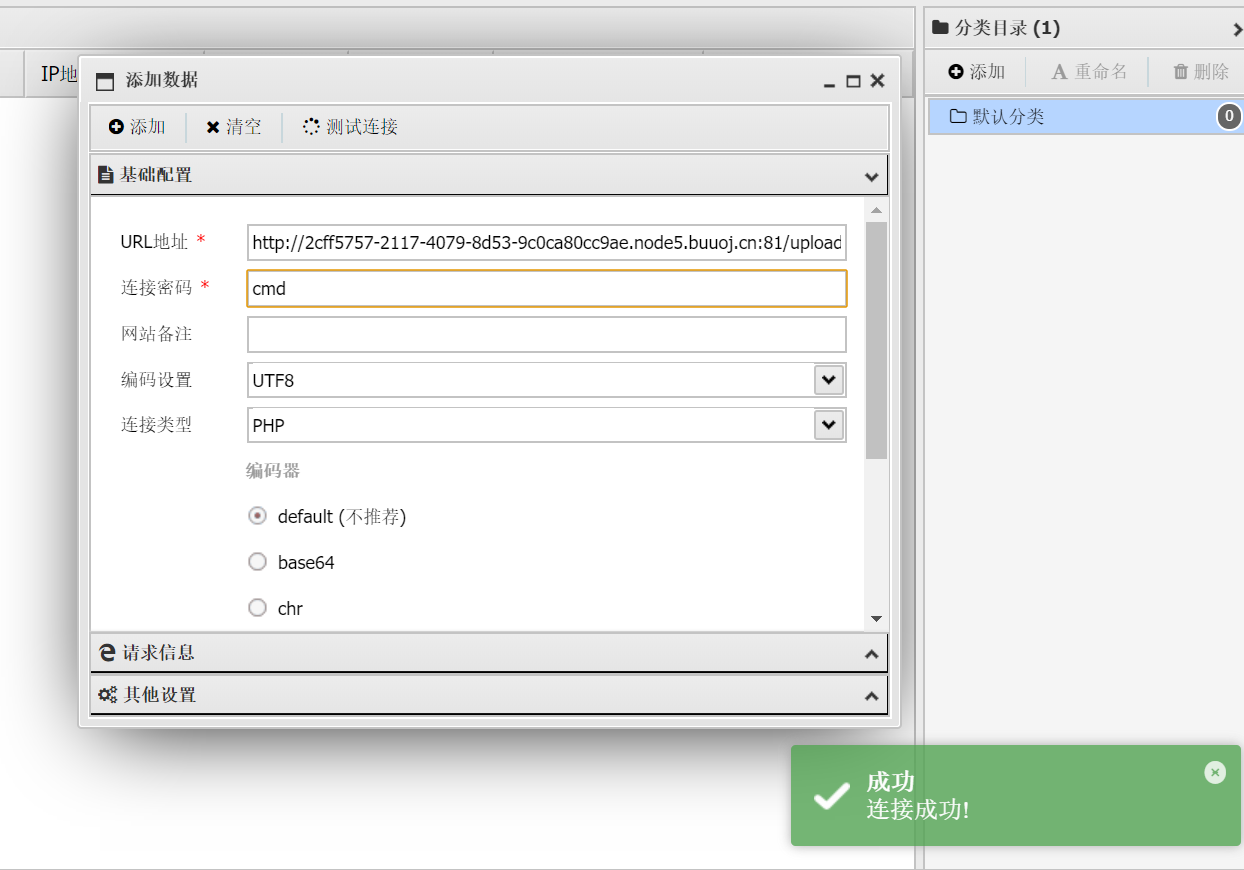 分类目录 (1)
IP地
添加 重命名 删除
默认分类 0
添加数据
添加 清空 测试连接
基础配置
URL地址 * http://2cff5757-2117-4079-8d53-9c0ca80cc9ae.node5.buuoj.cn:81/upload
连接密码 * cmd
网站备注
编码设置 UTF8
连接类型 PHP
编码器
default (不推荐)
base64
chr
请求信息
其他设置
成功
连接成功!